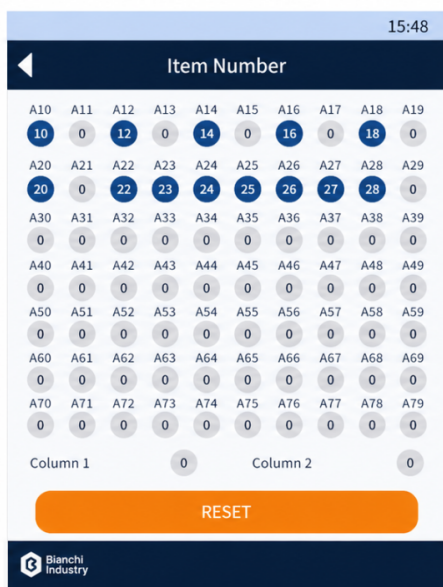 15:48
Item Number
A10 A11 A12 A13 A14 A15 A16 A17 A18 A19
10 0 12 0 14 0 16 0 18 0
A20 A21 A22 A23 A24 A25 A26 A27 A28 A29
20 0 22 23 24 25 26 27 28 0
A30 A31 A32 A33 A34 A35 A36 A37 A38 A39
0 0 0 0 0 0 0 0 0 0
A40 A41 A42 A43 A44 A45 A46 A47 A48 A49
0 0 0 0 0 0 0 0 0 0
A50 A51 A52 A53 A54 A55 A56 A57 A58 A59
0 0 0 0 0 0 0 0 0 0
A60 A61 A62 A63 A64 A65 A66 A67 A68 A69
0 0 0 0 0 0 0 0 0 0
A70 A71 A72 A73 A74 A75 A76 A77 A78 A79
0 0 0 0 0 0 0 0 0 0
Column 1 0 Column 2 0
RESET
Bianchi
Industry